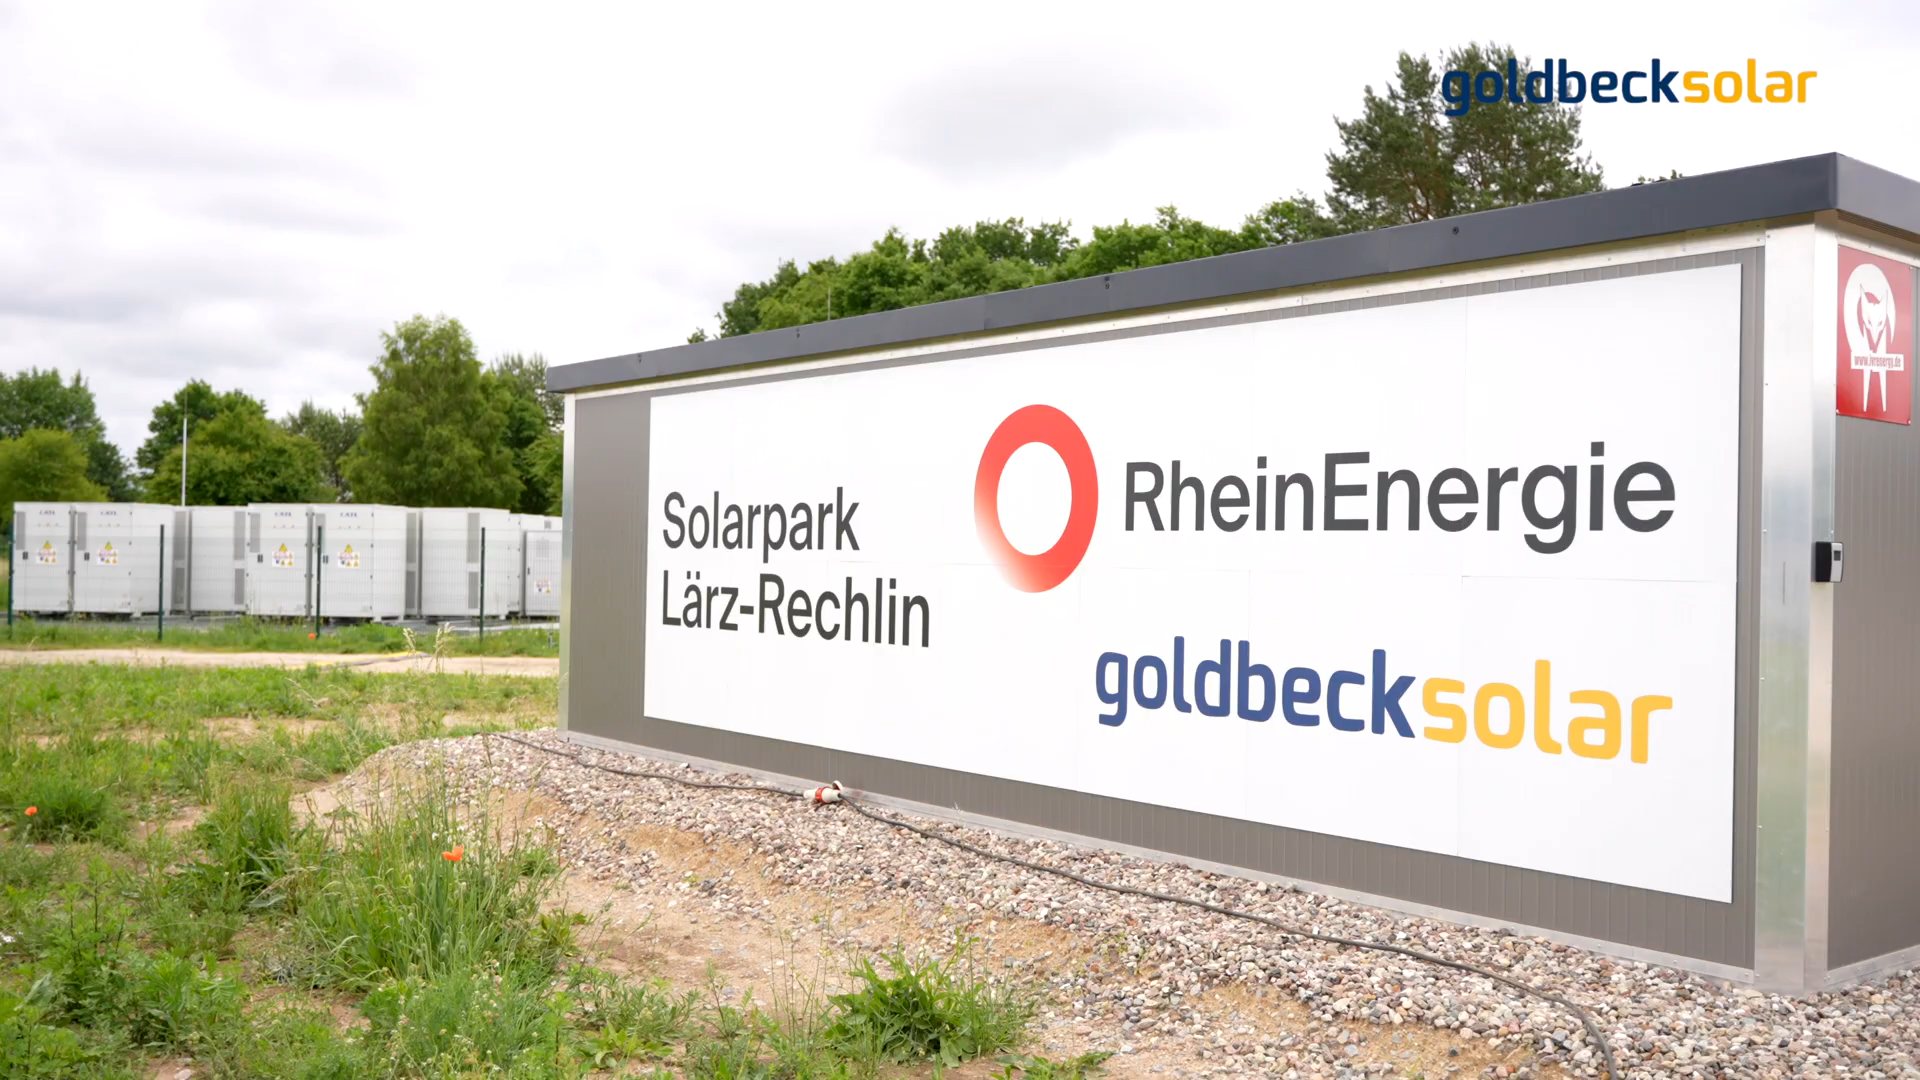 goldbecksolar
Solarpark
Lärz-Rechlin
RheinEnergie
goldbecksolar